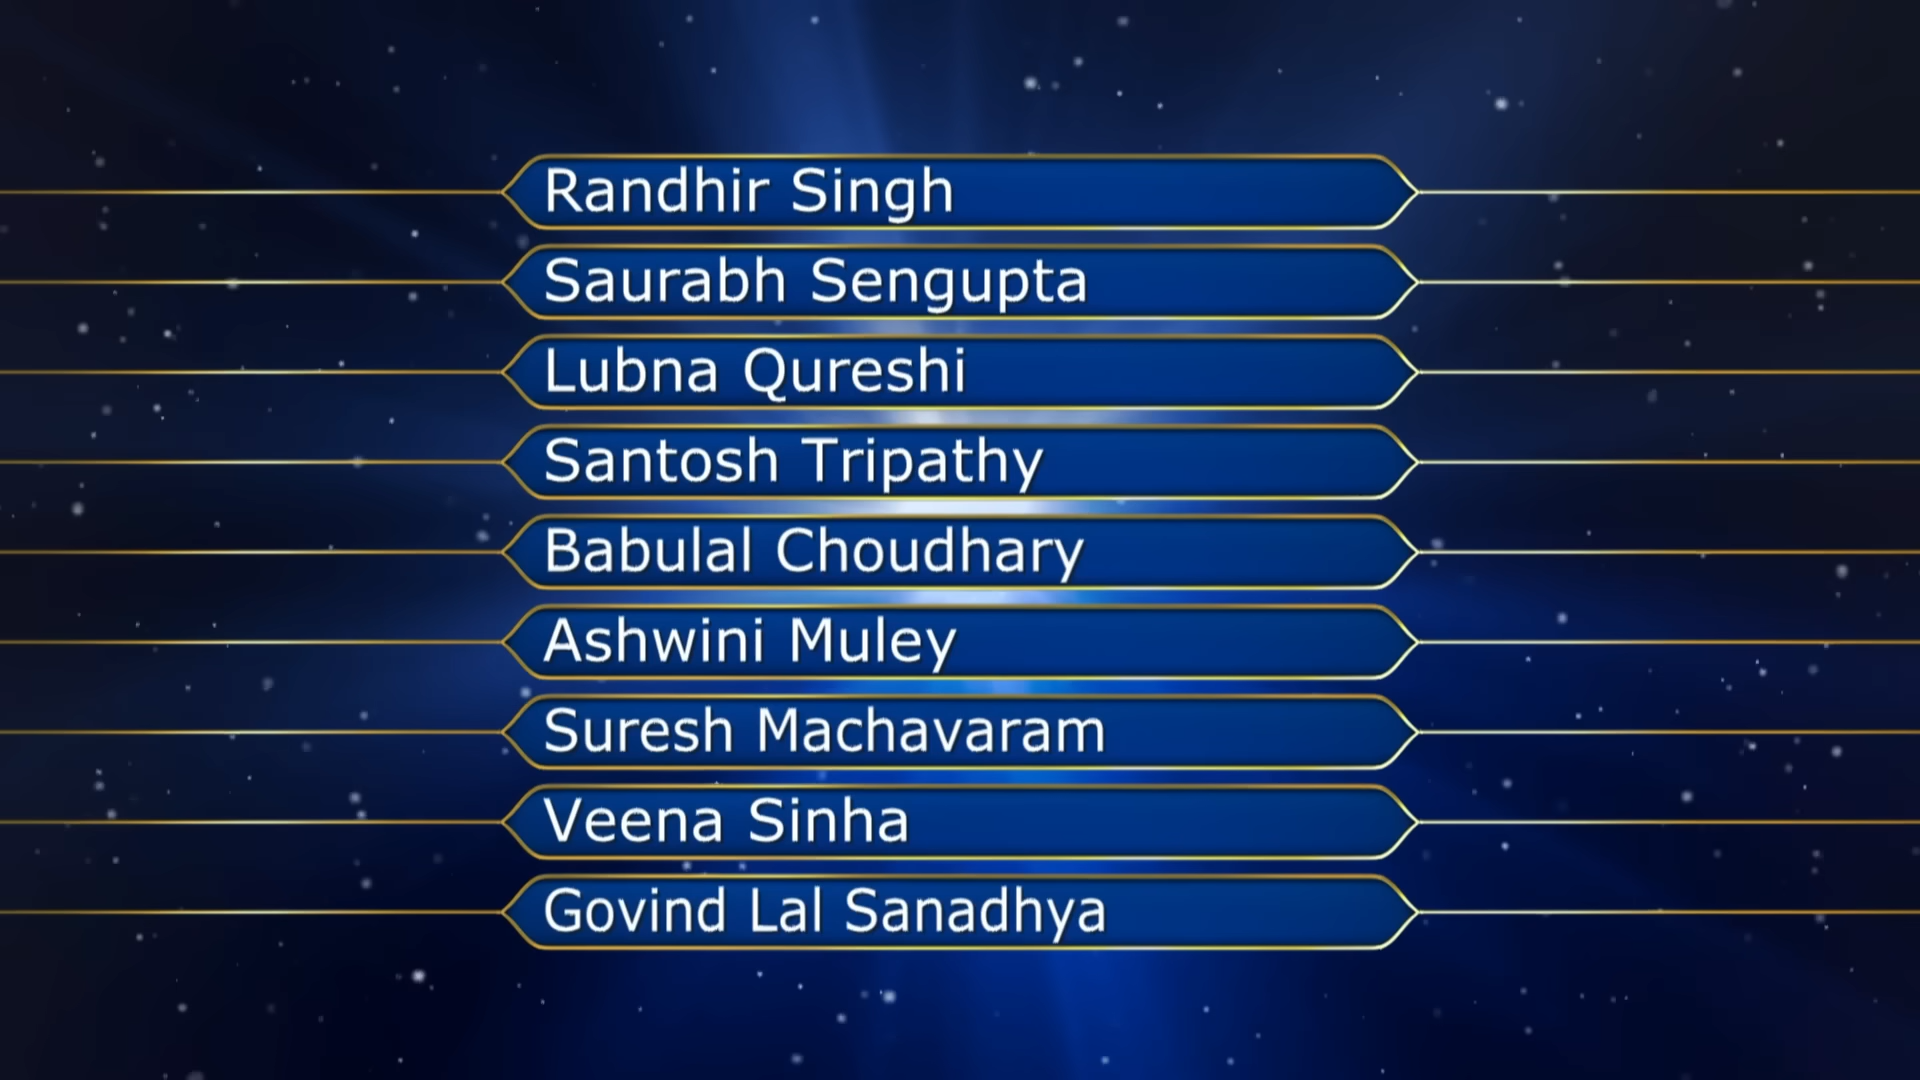 Randhir Singh
Saurabh Sengupta
Lubna Qureshi
Santosh Tripathy
Babulal Choudhary
Ashwini Muley
Suresh Machavaram
Veena Sinha
Govind Lal Sanadhya